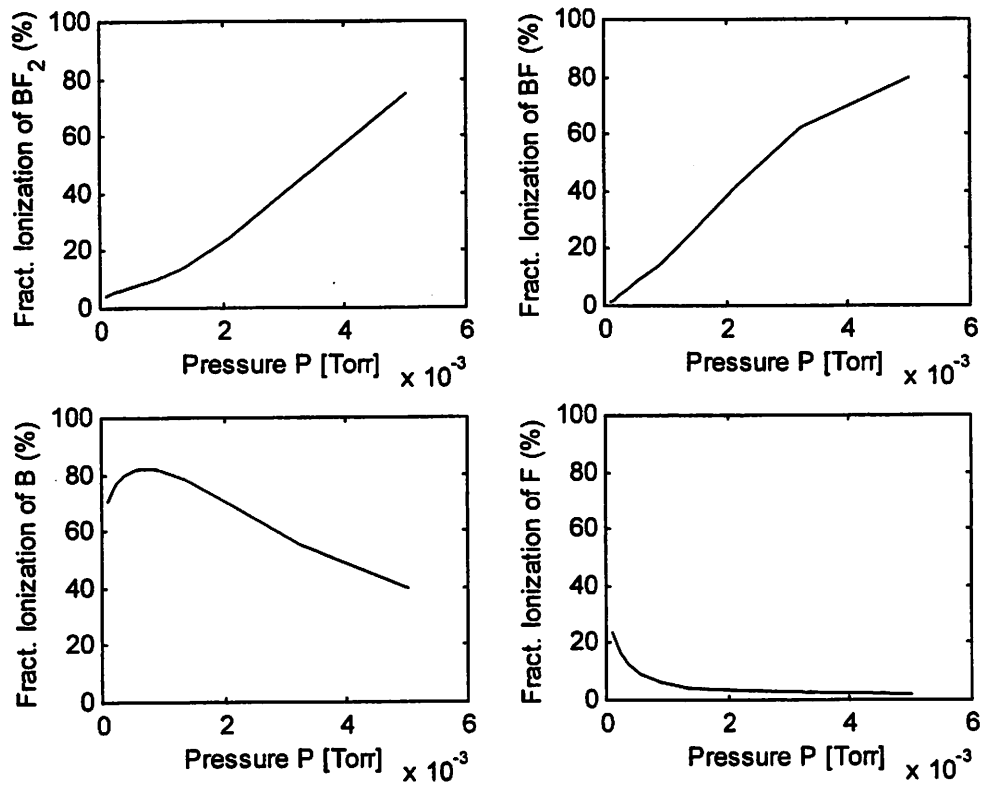 Fract. Ionization of BF2 (%)
100
80
60
40
20
0
0 2 4 6
Pressure P [Torr] x 10-3
Fract. Ionization of BF (%)
100
80
60
40
20
0
0 2 4 6
Pressure P [Torr] x 10-3
Fract. Ionization of B (%)
100
80
60
40
20
0
0 2 4 6
Pressure P [Torr] x 10-3
Fract. Ionization of F (%)
100
80
60
40
20
0
0 2 4 6
Pressure P [Torr] x 10-3